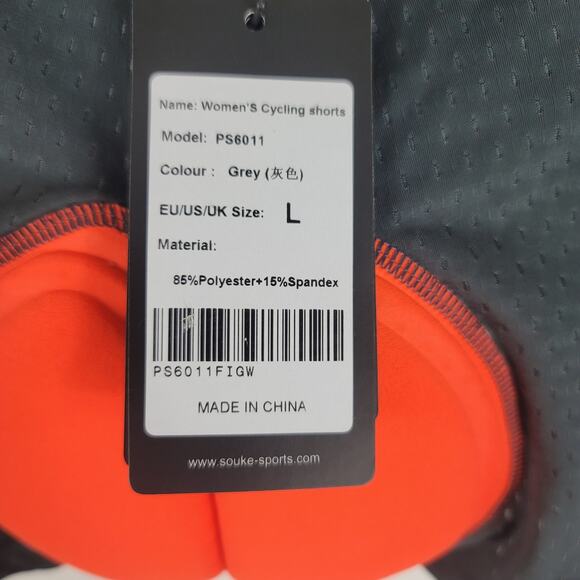 Name: Women'S Cycling shorts
Model: PS6011
Colour : Grey (灰色)
EU/US/UK Size: L
Material:
85%Polyester+15%Spandex
PS6011FIGW
MADE IN CHINA
www.souke-sports.com